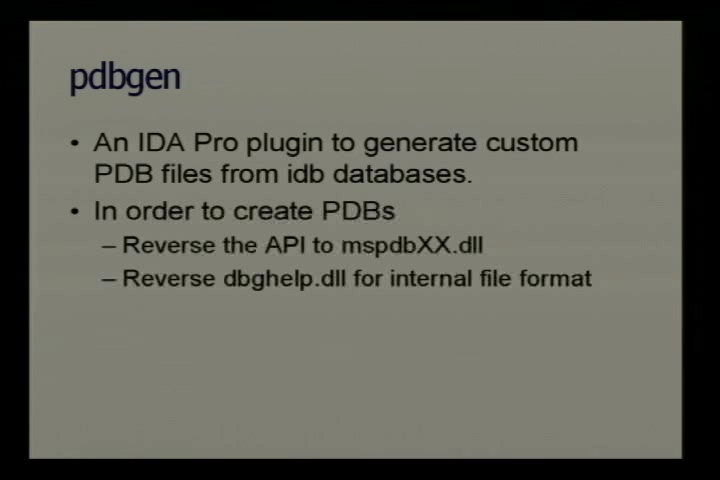 pdbgen
• An IDA Pro plugin to generate custom
PDB files from idb databases.
• In order to create PDBs
– Reverse the API to mspdbXX.dll
– Reverse dbghelp.dll for internal file format